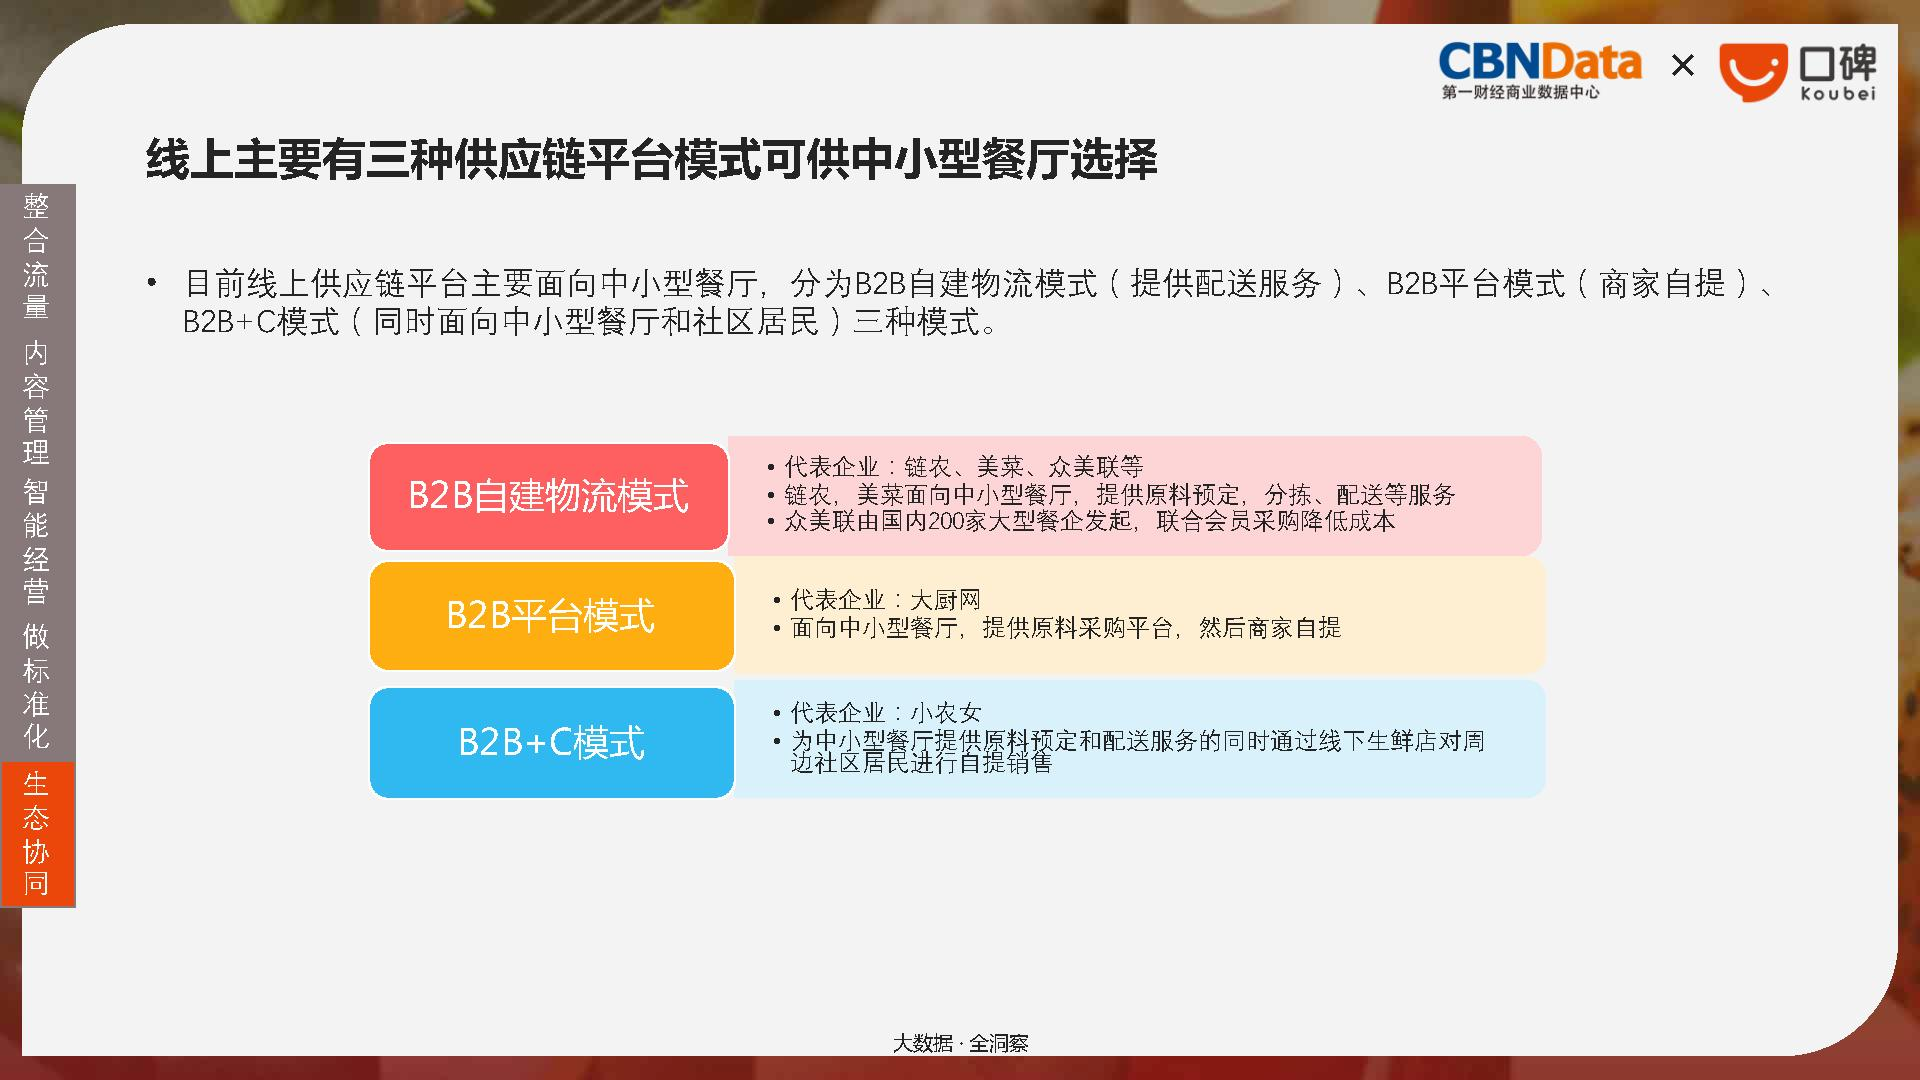 CBNData
第一财经商业数据中心
×
口碑
Koubei
线上主要有三种供应链平台模式可供中小型餐厅选择
整合流量
内容管理
智能经营
做标准化
生态协同
• 目前线上供应链平台主要面向中小型餐厅，分为B2B自建物流模式（提供配送服务）、B2B平台模式（商家自提）、
B2B+C模式（同时面向中小型餐厅和社区居民）三种模式。
B2B自建物流模式
• 代表企业：链农、美菜、众美联等
• 链农，美菜面向中小型餐厅，提供原料预定，分拣、配送等服务
• 众美联由国内200家大型餐企发起，联合会员采购降低成本
B2B平台模式
• 代表企业：大厨网
• 面向中小型餐厅，提供原料采购平台，然后商家自提
B2B+C模式
• 代表企业：小农女
• 为中小型餐厅提供原料预定和配送服务的同时通过线下生鲜店对周
边社区居民进行自提销售
大数据·全洞察